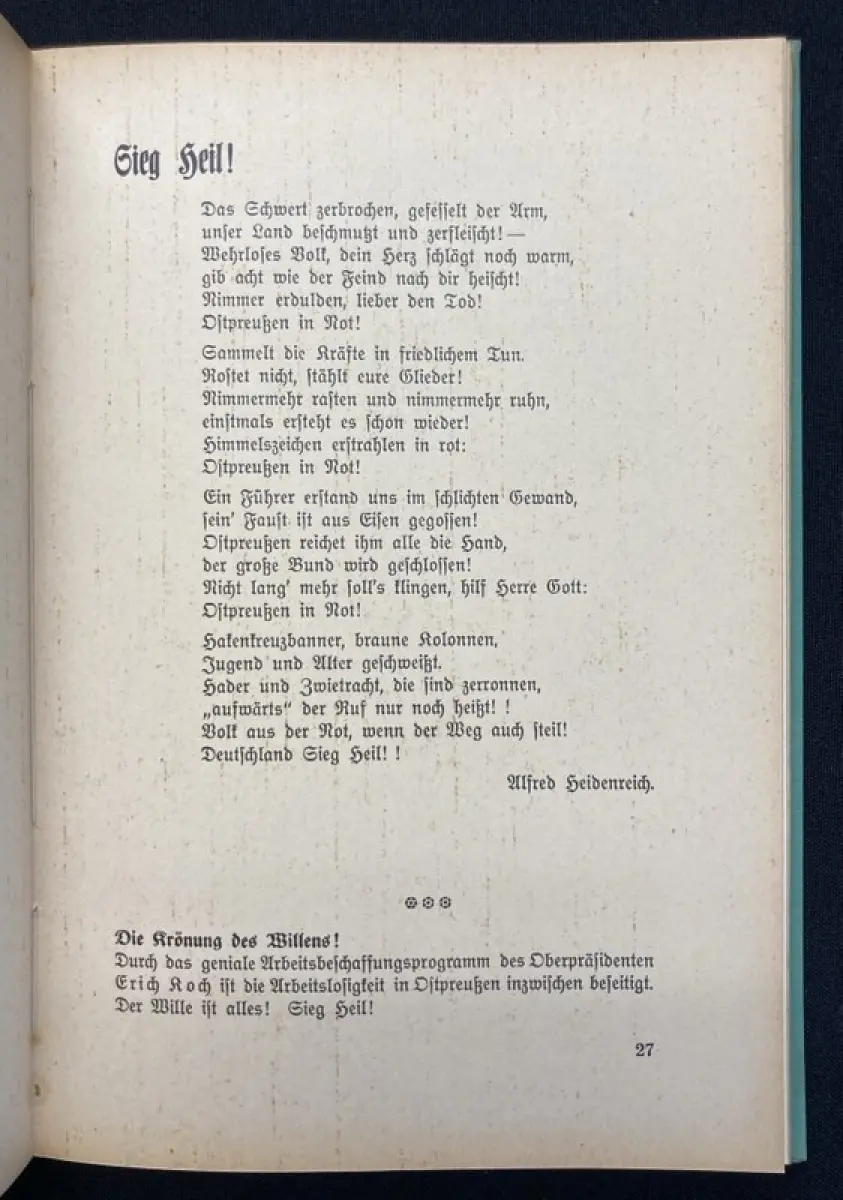 Sieg Heil!
Das Schwert zerbrochen, gefesselt der Arm,
unser Land beschmutzt und zerfleischt! —
Wehrloses Volk, dein Herz schlägt noch warm,
gib acht wie der Feind nach dir heischt!
Nimmer erdulden, lieber den Tod!
Ostpreußen in Not!
Sammelt die Kräfte in friedlichem Tun.
Rostet nicht, stählt eure Glieder!
Nimmermehr rasten und nimmermehr ruhn,
einstmals ersteht es schon wieder!
Himmelszeichen erstrahlen in rot:
Ostpreußen in Not!
Ein Führer erstand uns im schlichten Gewand,
sein' Faust ist aus Eisen gegossen!
Ostpreußen reichet ihm alle die Hand,
der große Bund wird geschlossen!
Nicht lang' mehr soll's klingen, hilf Herre Gott:
Ostpreußen in Not!
Hakenkreuzbanner, braune Kolonnen,
Jugend und Alter geschweißt.
Hader und Zwietracht, die sind zerronnen,
„aufwärts“ der Ruf nur noch heißt! !
Volk aus der Not, wenn der Weg auch steil!
Deutschland Sieg Heil! !
Alfred Heidenreich.
Die Krönung des Willens!
Durch das geniale Arbeitsbeschaffungsprogramm des Oberpräsidenten
Erich Koch ist die Arbeitslosigkeit in Ostpreußen inzwischen beseitigt.
Der Wille ist alles! Sieg Heil!
27